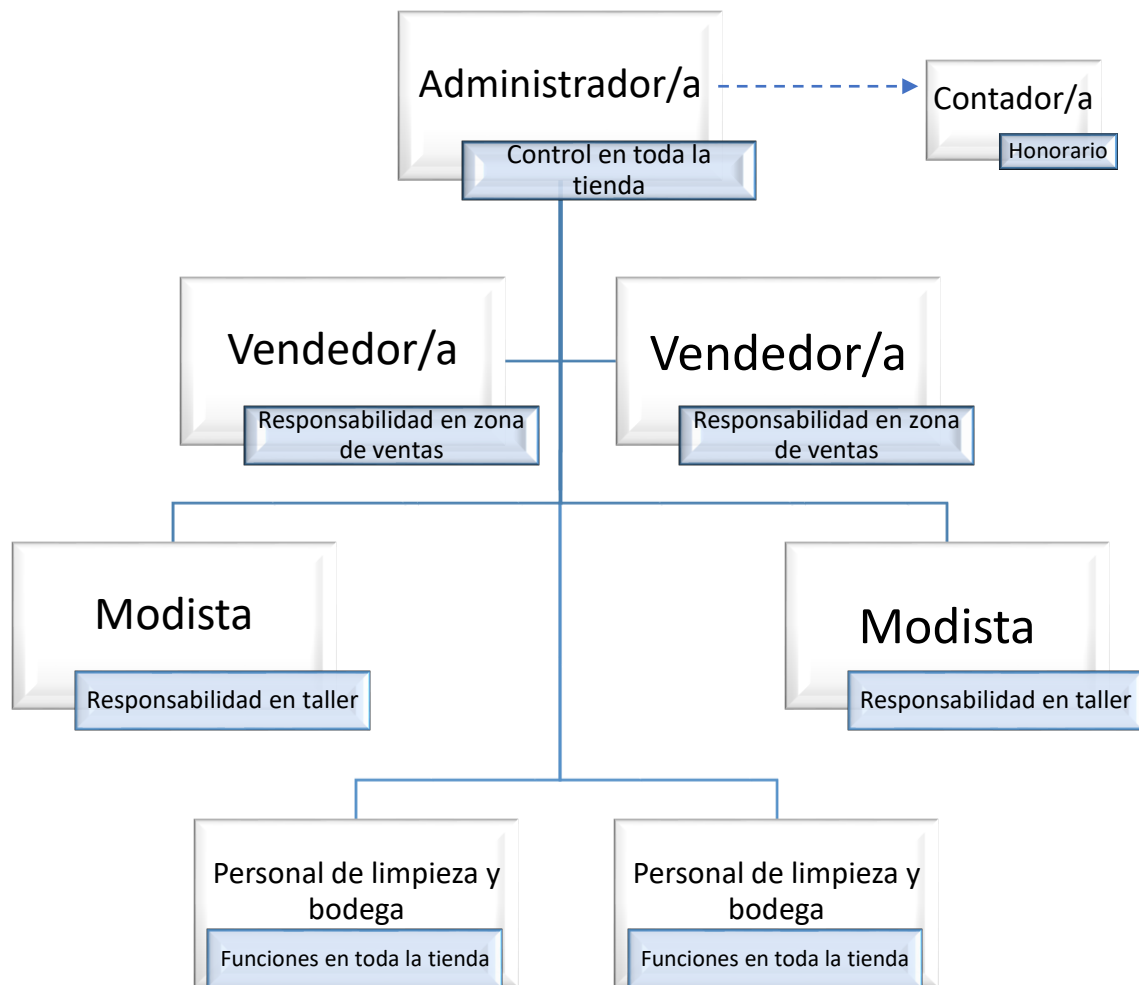 Administrador/a
Contador/a
Control en toda la
tienda
Honorario
Vendedor/a
Vendedor/a
Responsabilidad en zona
de ventas
Responsabilidad en zona
de ventas
Modista
Modista
Responsabilidad en taller
Responsabilidad en taller
Personal de limpieza y
bodega
Personal de limpieza y
bodega
Funciones en toda la tienda
Funciones en toda la tienda